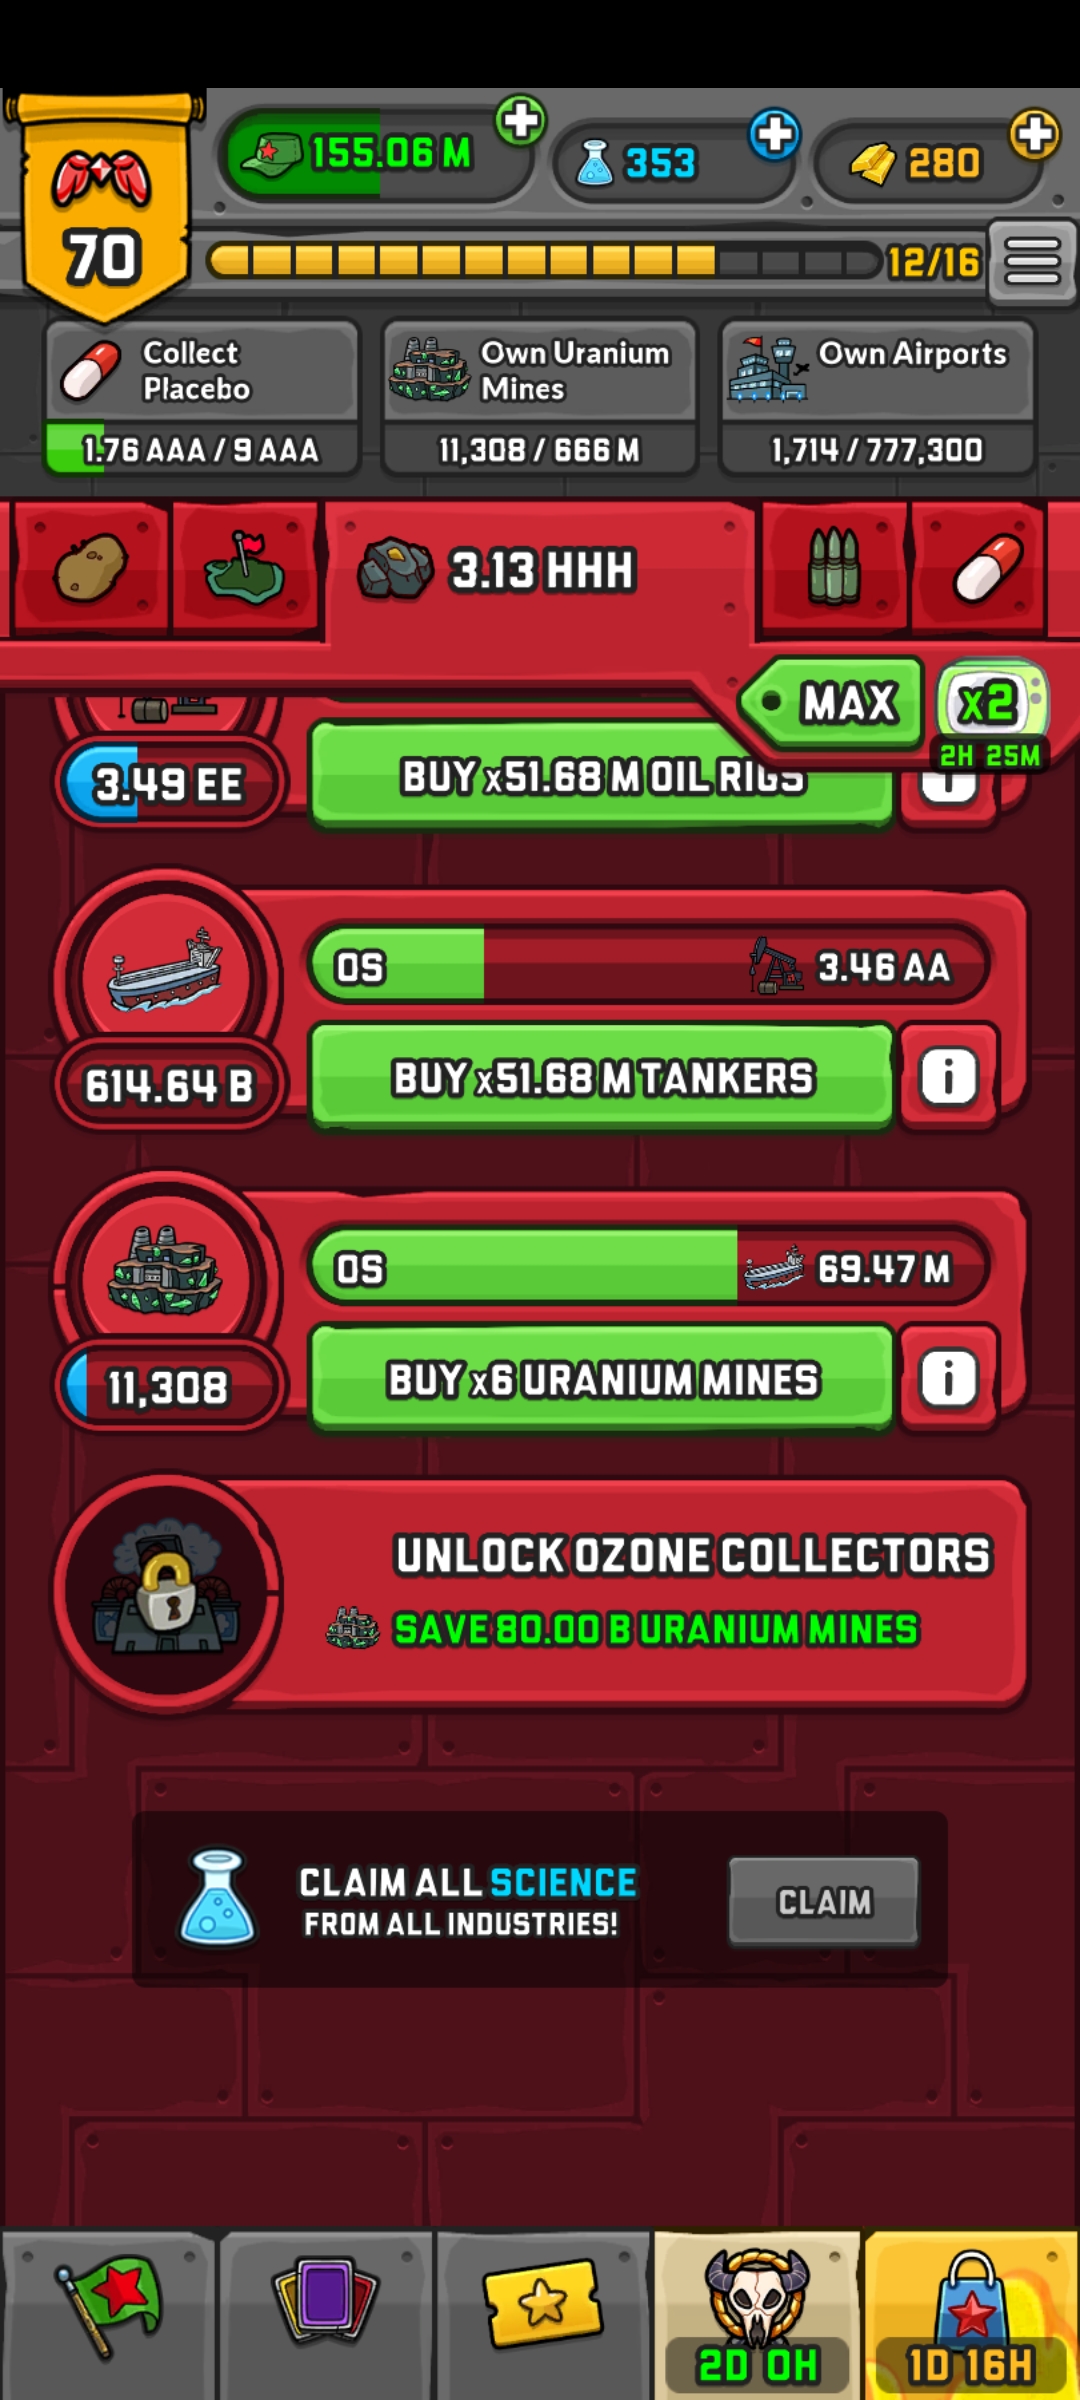 155.06 M
353
280
70
12/16
Collect
Placebo
Own Uranium
Mines
Own Airports
1.76 AAA / 9 AAA
11,308 / 666 M
1,714 / 777,300
3.13 HHH
MAX
x2
2H 25M
3.49 EE
BUY x51.68 M OIL RIGS
0S
3.46 AA
614.64 B
BUY x51.68 M TANKERS
0S
69.47 M
11,308
BUY x6 URANIUM MINES
UNLOCK OZONE COLLECTORS
SAVE 80.00 B URANIUM MINES
CLAIM ALL SCIENCE
FROM ALL INDUSTRIES!
CLAIM
2D 0H
1D 16H